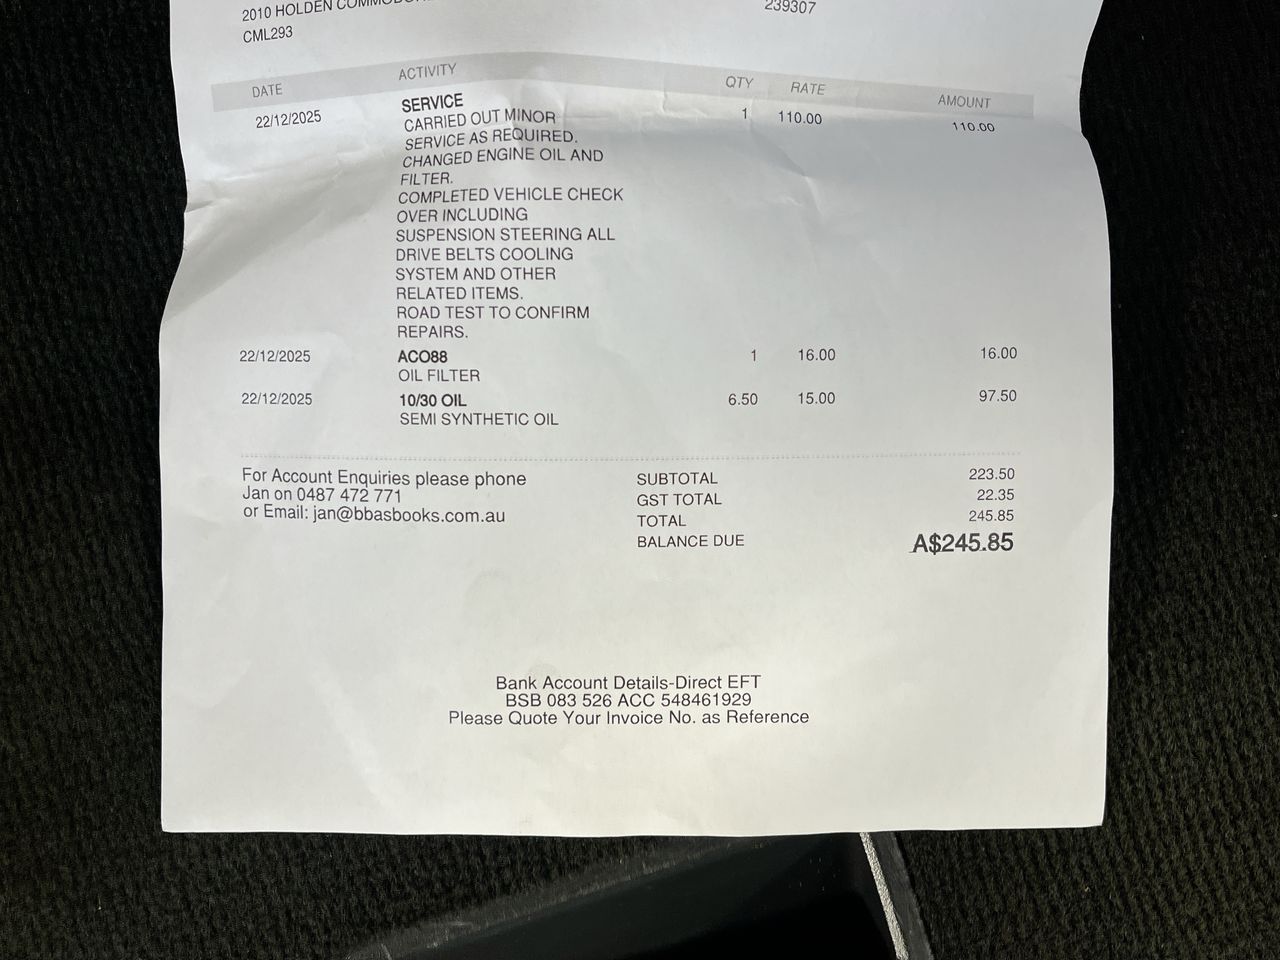 2010 HOLDEN 239307
CML293
DATE ACTIVITY QTY RATE AMOUNT
22/12/2025 SERVICE 1 110.00 110.00
CARRIED OUT MINOR
SERVICE AS REQUIRED.
CHANGED ENGINE OIL AND
FILTER.
COMPLETED VEHICLE CHECK
OVER INCLUDING
SUSPENSION STEERING ALL
DRIVE BELTS COOLING
SYSTEM AND OTHER
RELATED ITEMS.
ROAD TEST TO CONFIRM
REPAIRS.
22/12/2025 ACO88 1 16.00 16.00
OIL FILTER
22/12/2025 10/30 OIL 6.50 15.00 97.50
SEMI SYNTHETIC OIL
For Account Enquiries please phone
Jan on 0487 472 771
or Email: jan@bbasbooks.com.au
SUBTOTAL 223.50
GST TOTAL 22.35
TOTAL 245.85
BALANCE DUE A$245.85
Bank Account Details-Direct EFT
BSB 083 526 ACC 548461929
Please Quote Your Invoice No. as Reference